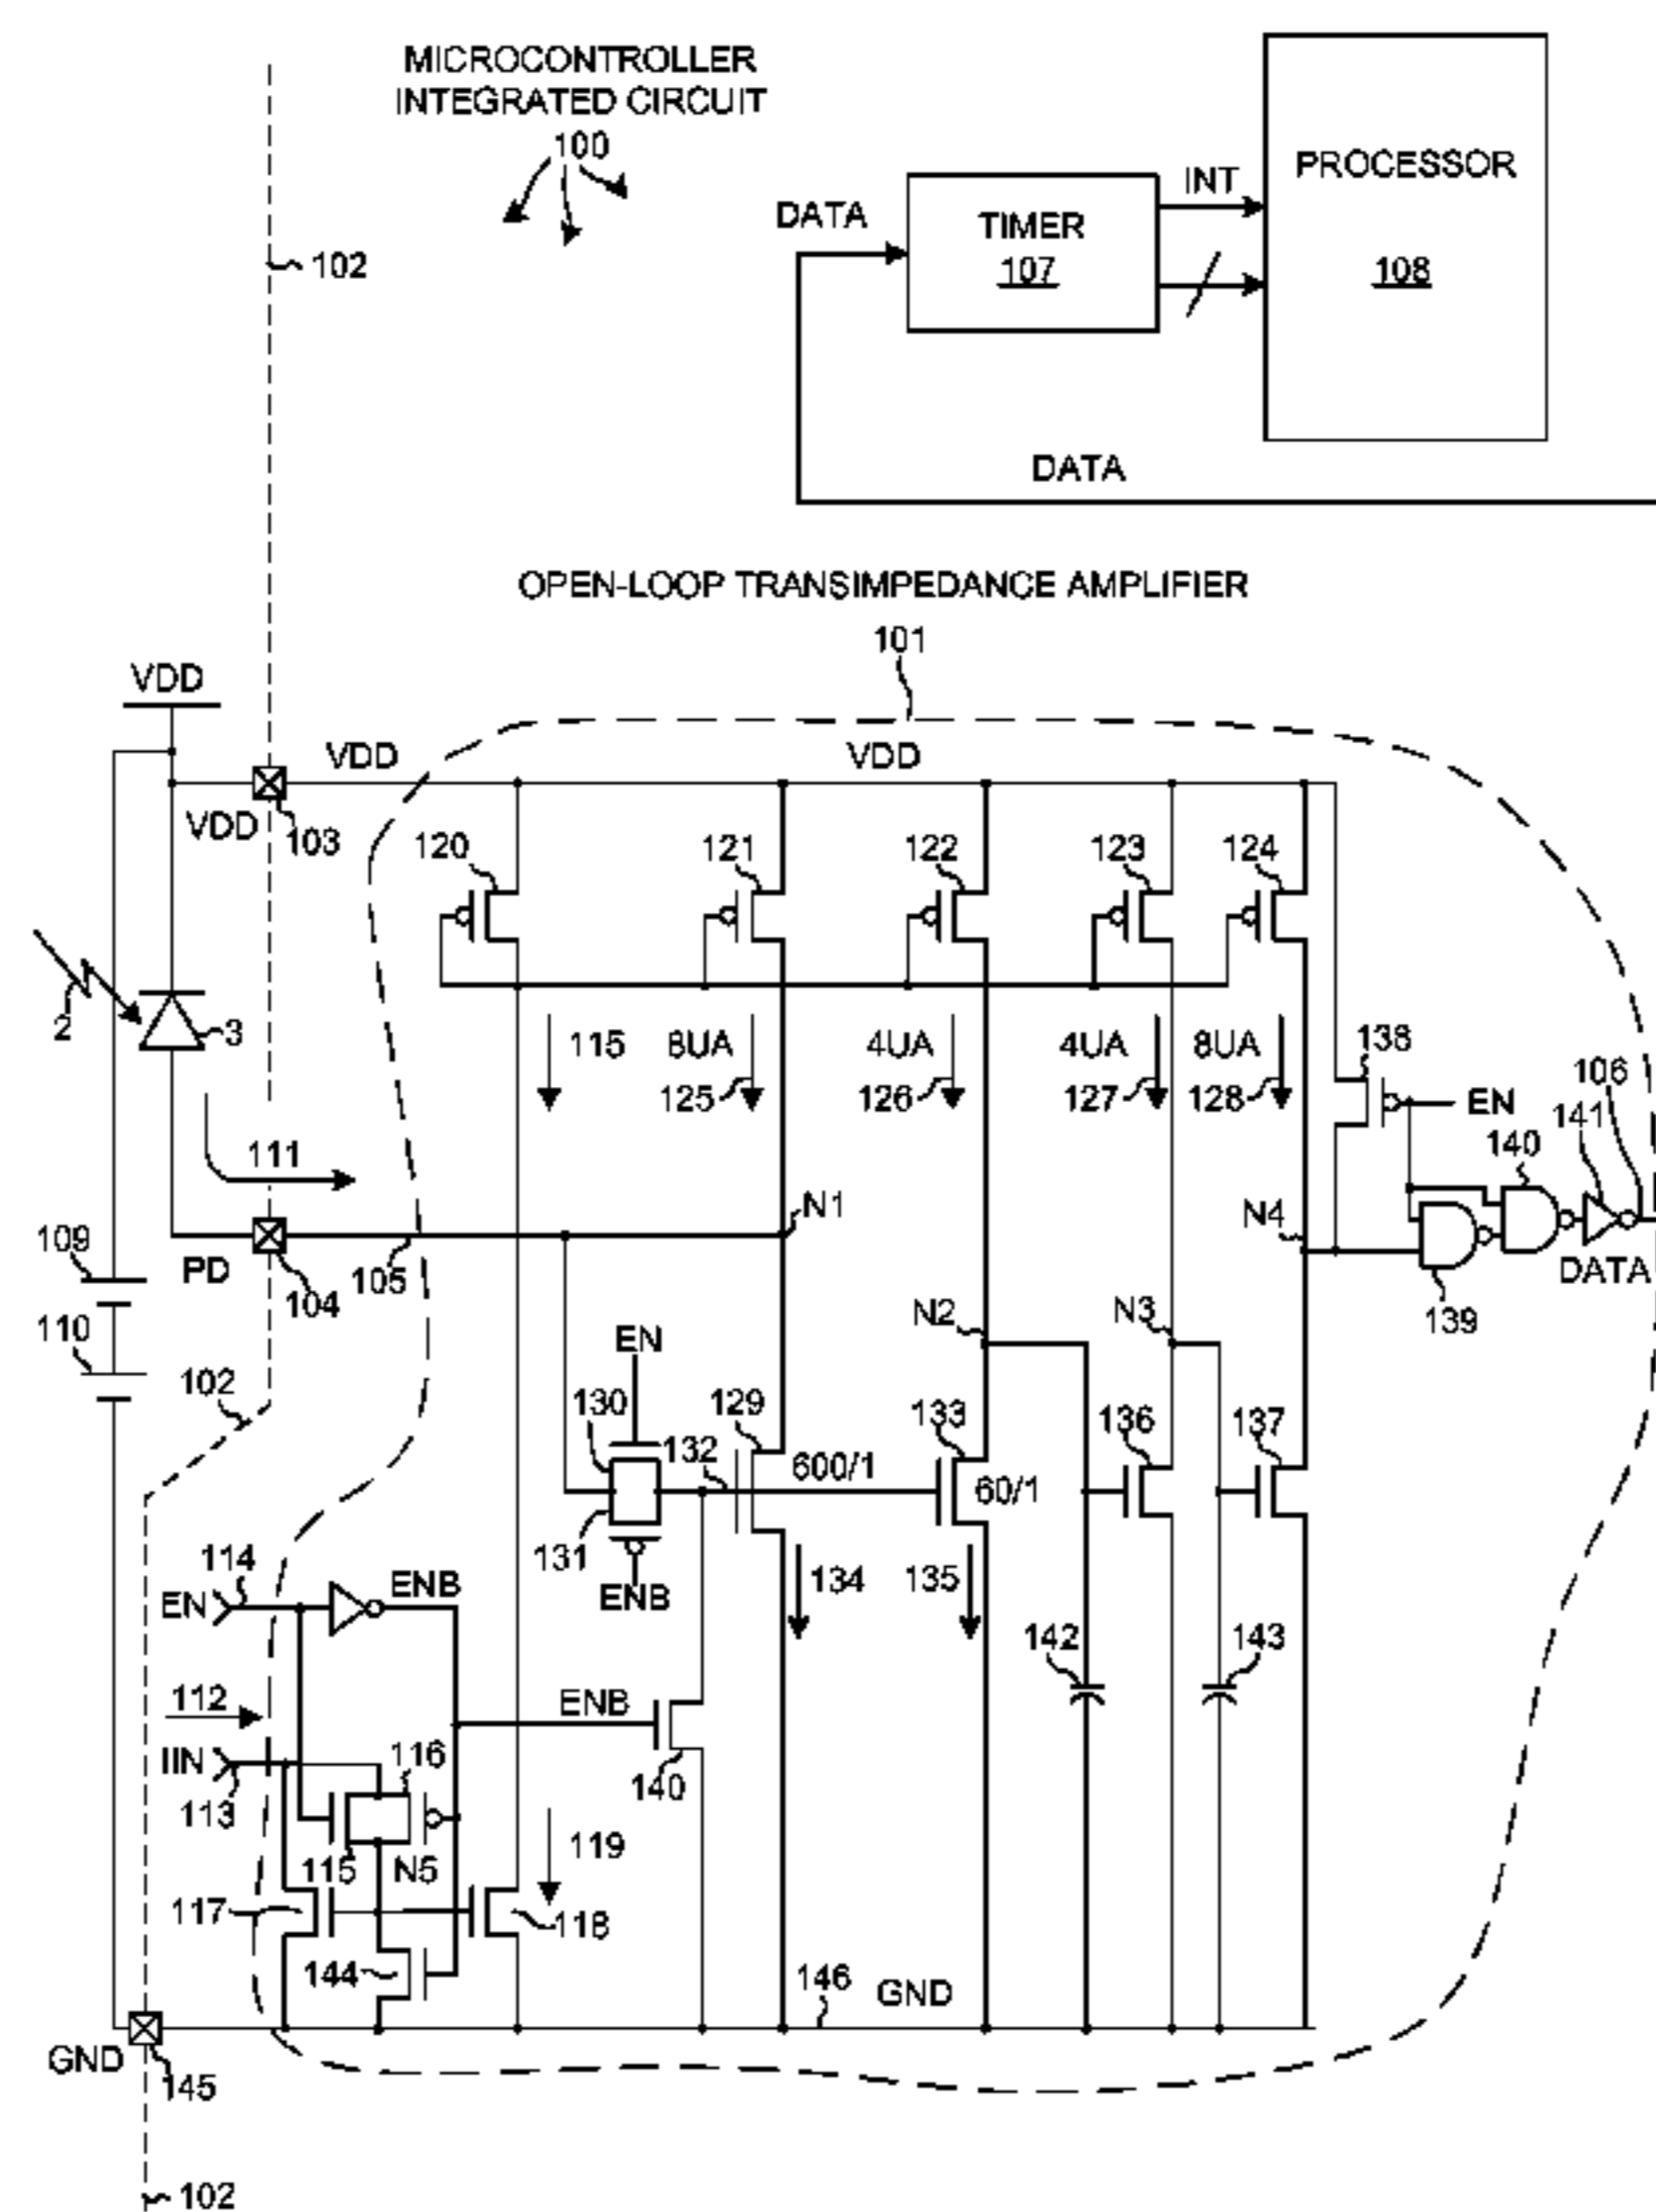 MICROCONTROLLER
INTEGRATED CIRCUIT
100
PROCESSOR
108
INT
DATA
TIMER
107
102
DATA
OPEN-LOOP TRANSIMPEDANCE AMPLIFIER
101
VDD
VDD
VDD
VDD
103
120
121
122
123
124
2
3
115
8UA
4UA
4UA
8UA
138
125
126
127
128
EN
106
141
140
111
N1
N4
109
PD
105
104
DATA
139
110
N2
N3
EN
102
130
129
133
136
137
132
600/1
60/1
131
114
EN
ENB
ENB
134
135
142
143
112
ENB
IIN
116
140
113
119
115
N5
117
118
144
146
GND
GND
145
102